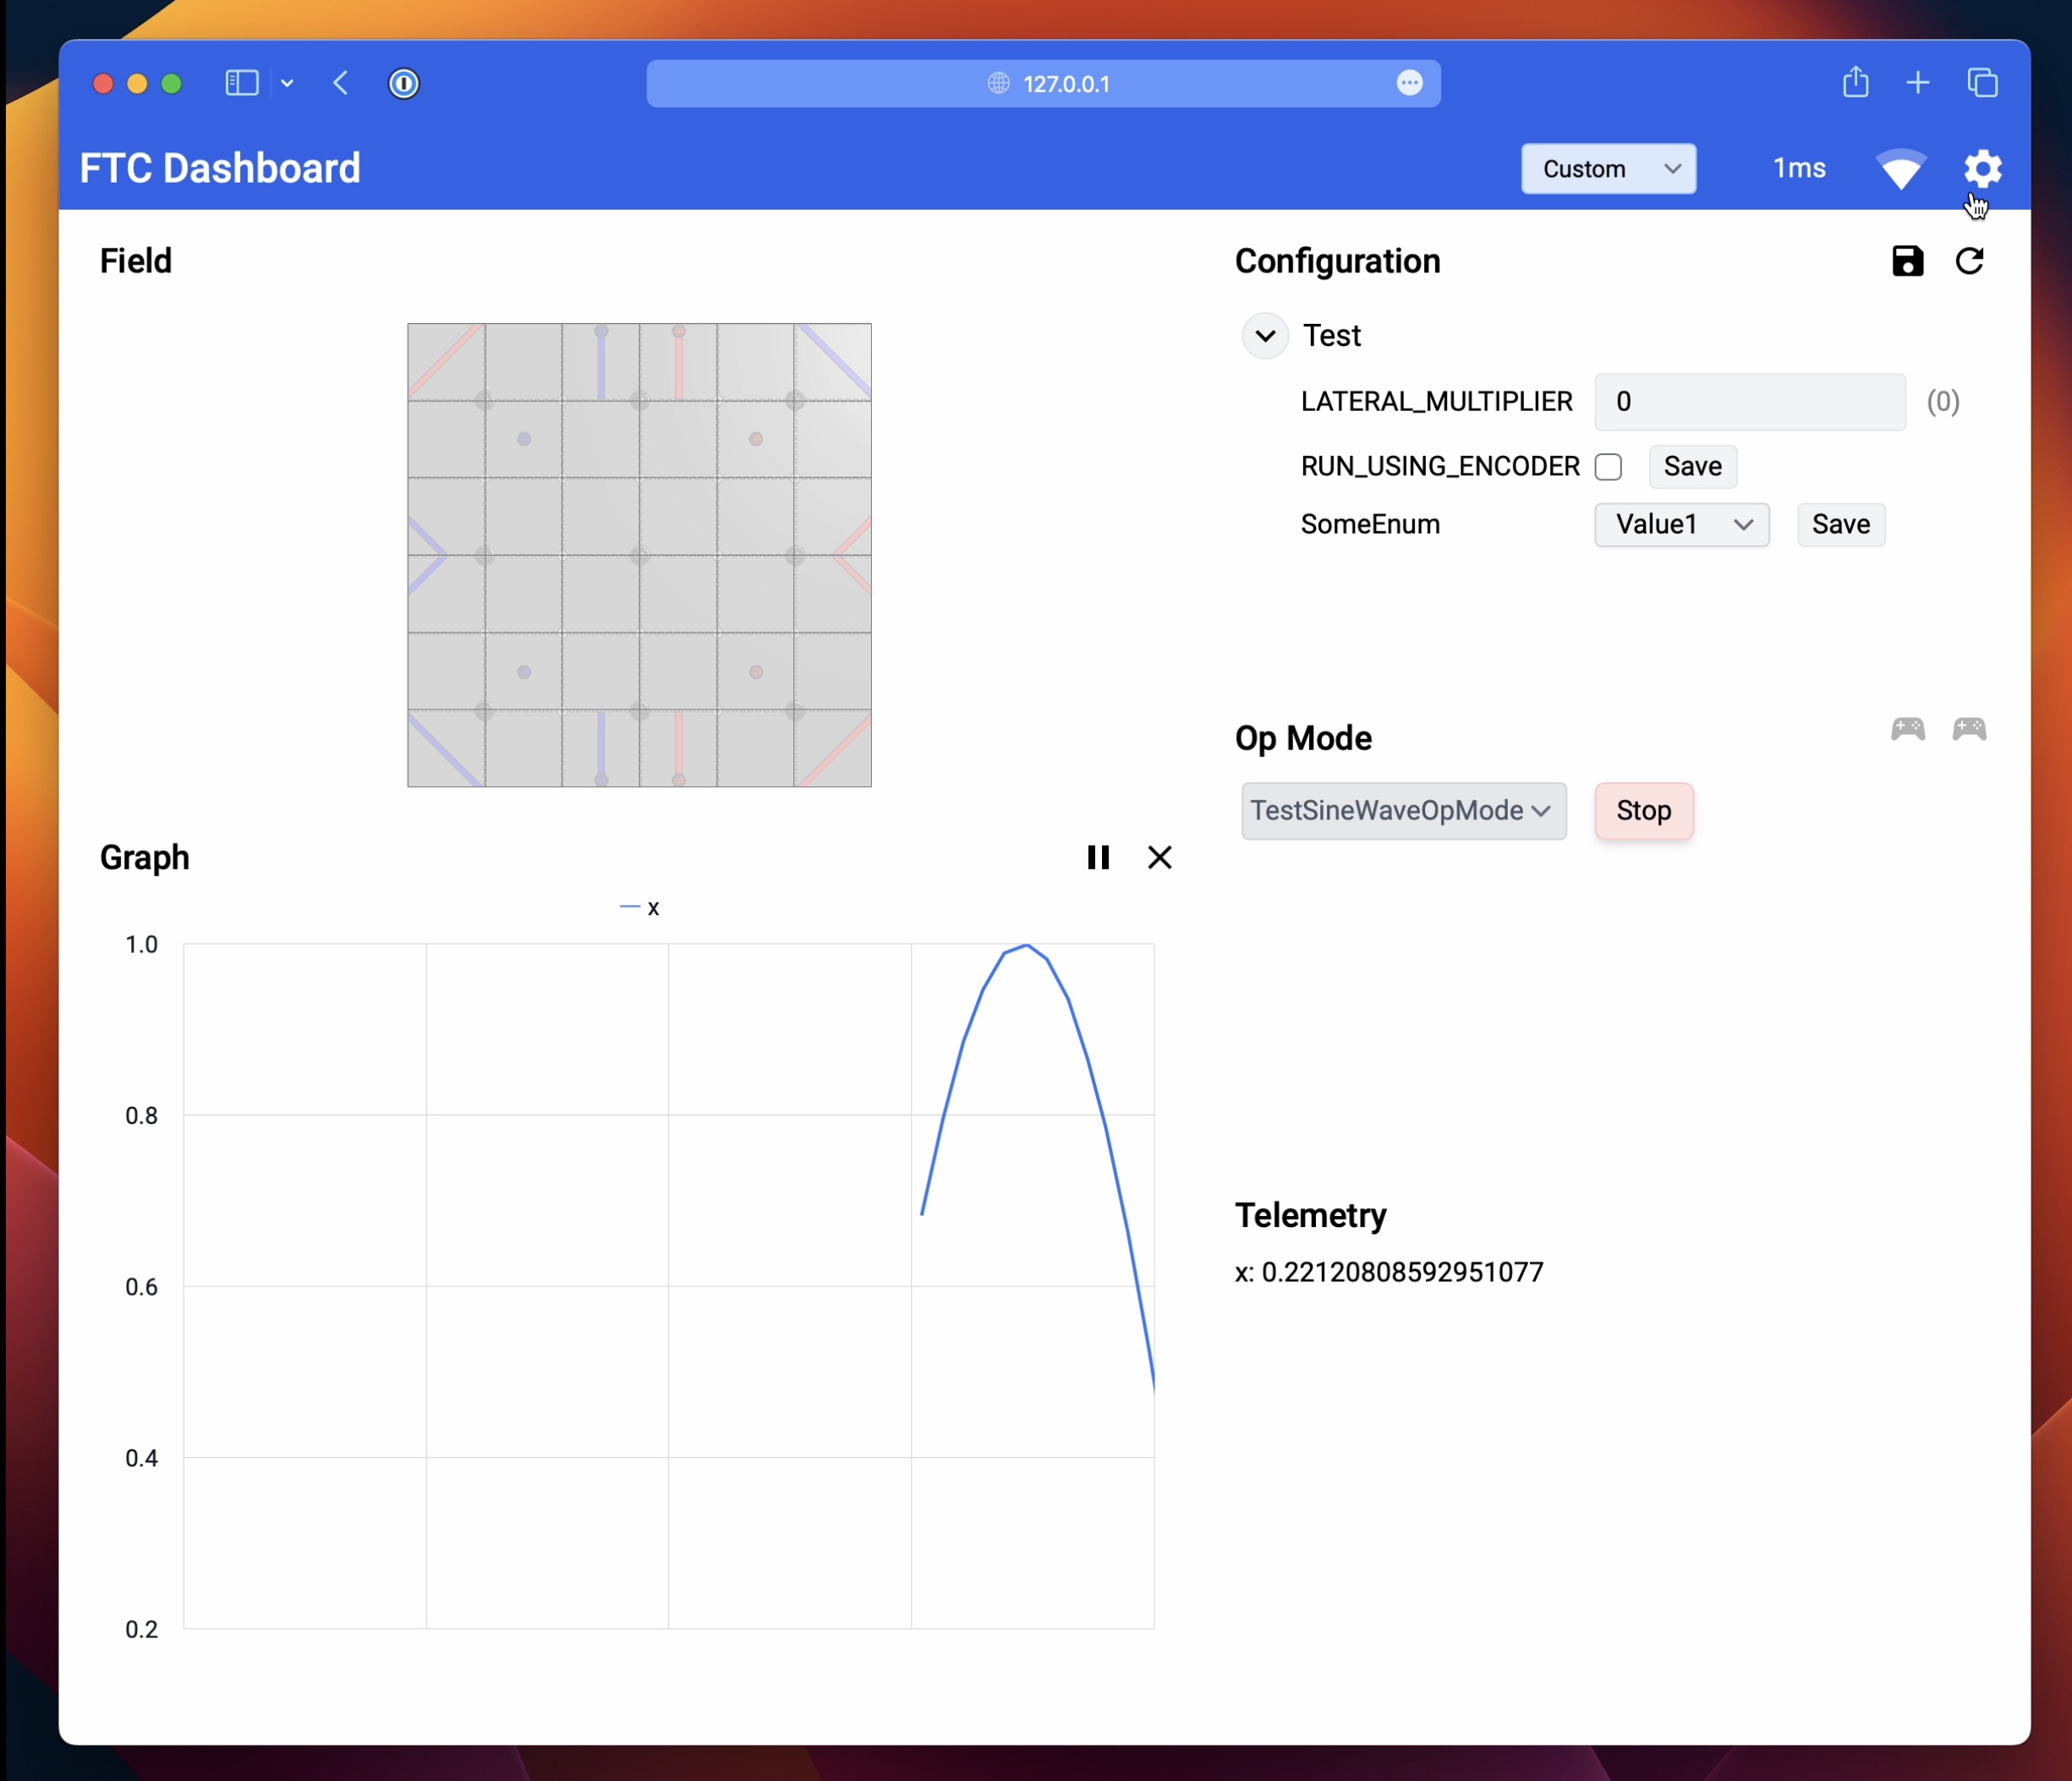 127.0.0.1
FTC Dashboard
Custom
1ms
Field
Configuration
Test
LATERAL_MULTIPLIER 0 (0)
RUN_USING_ENCODER Save
SomeEnum Value1 Save
Op Mode
TestSineWaveOpMode Stop
Graph
x
1.0
0.8
0.6
0.4
0.2
Telemetry
x: 0.22120808592951077